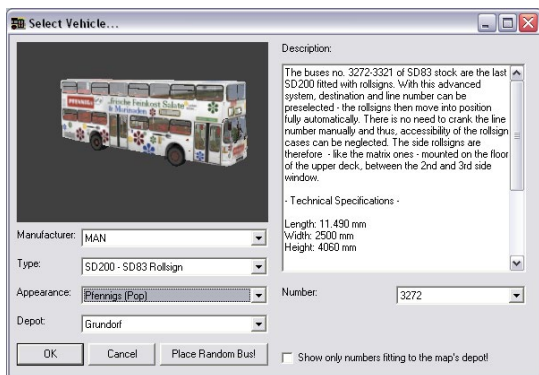 Select Vehicle...
PFENNIGs
Frische Feinkost Salate
& Marinaden
Description:
The buses no. 3272-3321 of SD83 stock are the last
SD200 fitted with rollsigns. With this advanced
system, destination and line number can be
preselected - the rollsigns then move into position
fully automatically. There is no need to crank the line
number manually and thus, accessibility of the rollsign
cases can be neglected. The side rollsigns are
therefore - like the matrix ones - mounted on the floor
of the upper deck, between the 2nd and 3rd side
window.
- Technical Specifications -
Length: 11.490 mm
Width: 2500 mm
Height: 4060 mm
Manufacturer: MAN
Type: SD200 - SD83 Rollsign
Appearance: Pfennigs (Pop)
Number: 3272
Depot: Grundorf
OK
Cancel
Place Random Bus!
Show only numbers fitting to the map's depot!